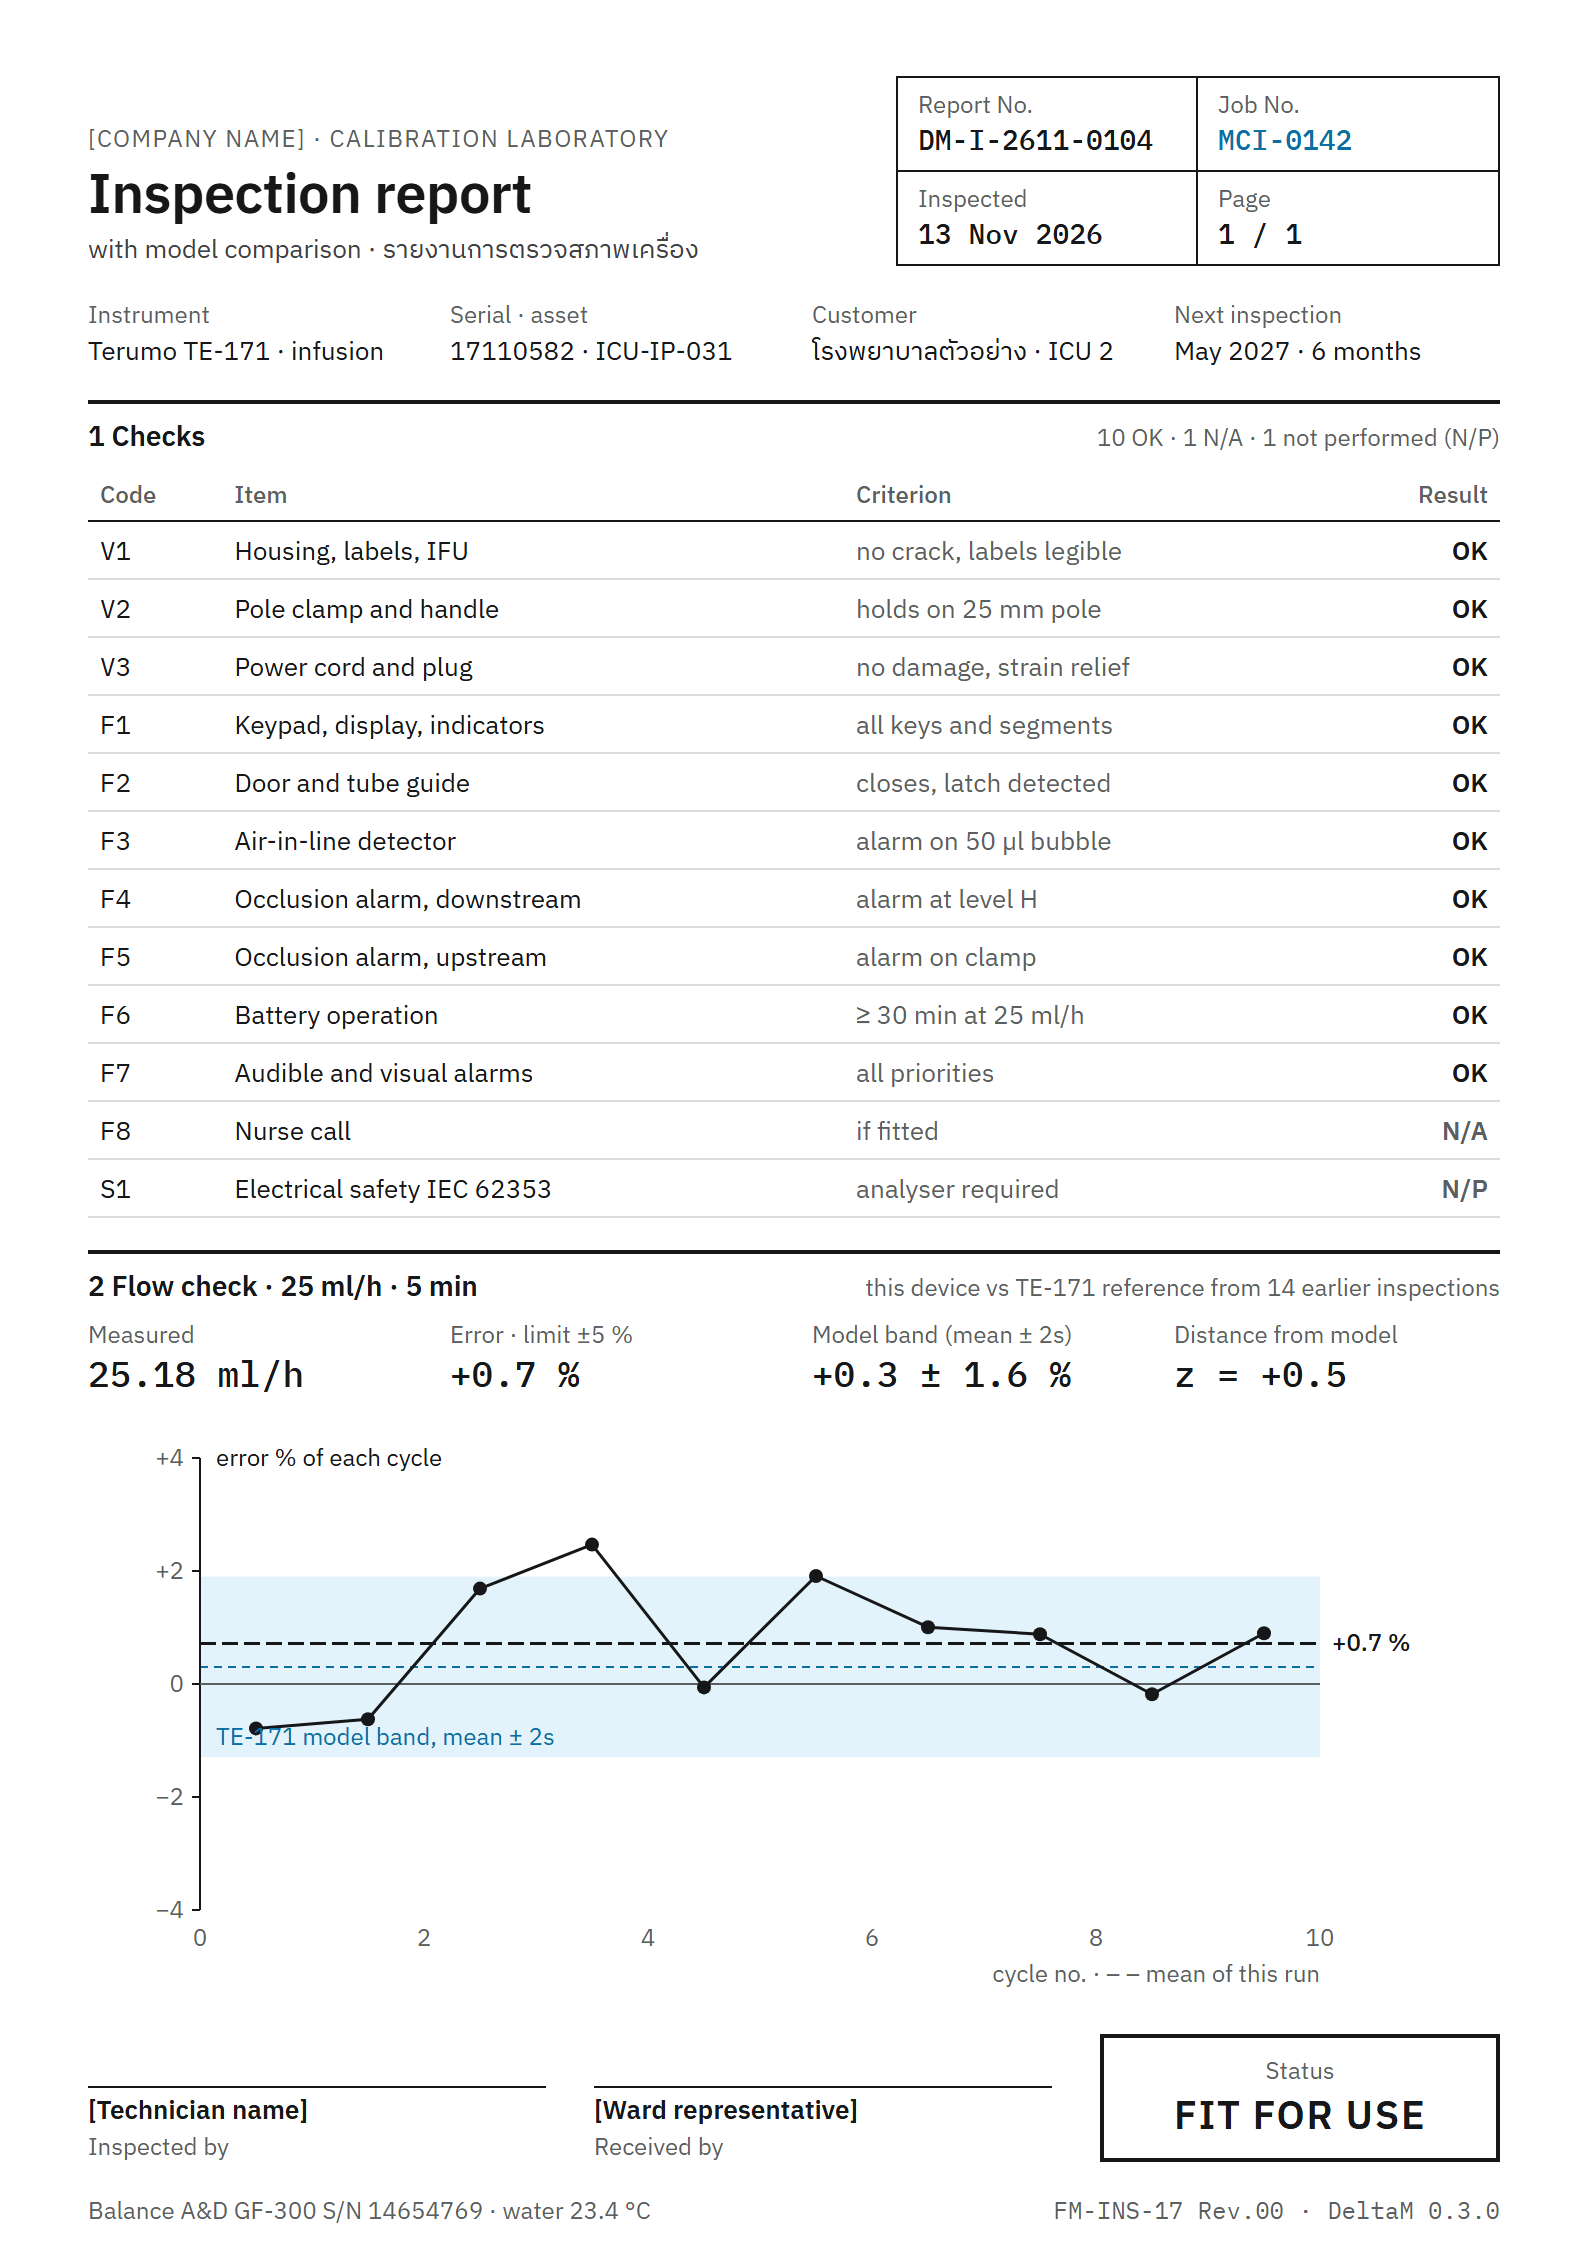 [COMPANY NAME] · CALIBRATION LABORATORY
Inspection report
with model comparison · รายงานการตรวจสภาพเครื่อง
Report No.
DM-I-2611-0104
Job No.
MCI-0142
Inspected
13 Nov 2026
Page
1 / 1
Instrument
Terumo TE-171 · infusion
Serial · asset
17110582 · ICU-IP-031
Customer
โรงพยาบาลตัวอย่าง · ICU 2
Next inspection
May 2027 · 6 months
1 Checks
10 OK · 1 N/A · 1 not performed (N/P)
Code Item Criterion Result
V1 Housing, labels, IFU no crack, labels legible OK
V2 Pole clamp and handle holds on 25 mm pole OK
V3 Power cord and plug no damage, strain relief OK
F1 Keypad, display, indicators all keys and segments OK
F2 Door and tube guide closes, latch detected OK
F3 Air-in-line detector alarm on 50 µl bubble OK
F4 Occlusion alarm, downstream alarm at level H OK
F5 Occlusion alarm, upstream alarm on clamp OK
F6 Battery operation ≥ 30 min at 25 ml/h OK
F7 Audible and visual alarms all priorities OK
F8 Nurse call if fitted N/A
S1 Electrical safety IEC 62353 analyser required N/P
2 Flow check · 25 ml/h · 5 min
this device vs TE-171 reference from 14 earlier inspections
Measured
25.18 ml/h
Error · limit ±5 %
+0.7 %
Model band (mean ± 2s)
+0.3 ± 1.6 %
Distance from model
z = +0.5
error % of each cycle
+4
+2
0
−2
−4
+0.7 %
TE-171 model band, mean ± 2s
0 2 4 6 8 10
cycle no. · – – mean of this run
[Technician name]
Inspected by
[Ward representative]
Received by
Status
FIT FOR USE
Balance A&D GF-300 S/N 14654769 · water 23.4 °C
FM-INS-17 Rev.00 · DeltaM 0.3.0